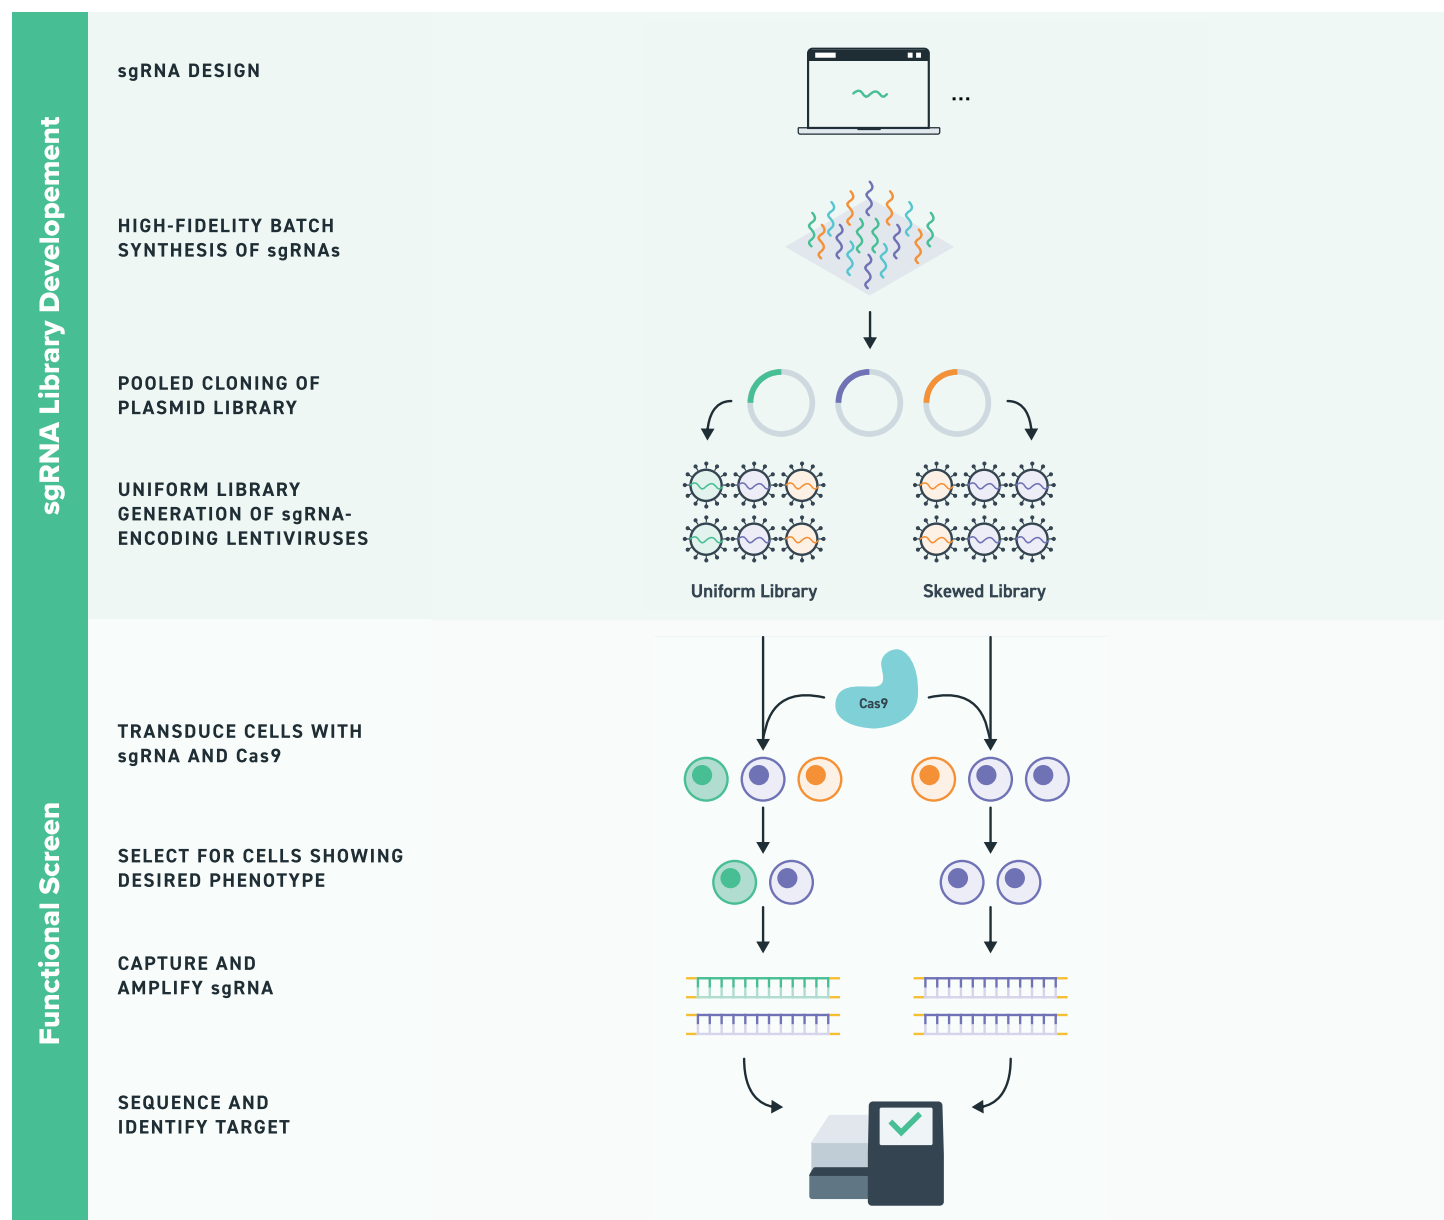 sgRNA Library Developement
sgRNA DESIGN
...
HIGH-FIDELITY BATCH
SYNTHESIS OF sgRNAs
POOLED CLONING OF
PLASMID LIBRARY
UNIFORM LIBRARY
GENERATION OF sgRNA-
ENCODING LENTIVIRUSES
Uniform Library
Skewed Library
Functional Screen
Cas9
TRANSDUCE CELLS WITH
sgRNA AND Cas9
SELECT FOR CELLS SHOWING
DESIRED PHENOTYPE
CAPTURE AND
AMPLIFY sgRNA
SEQUENCE AND
IDENTIFY TARGET